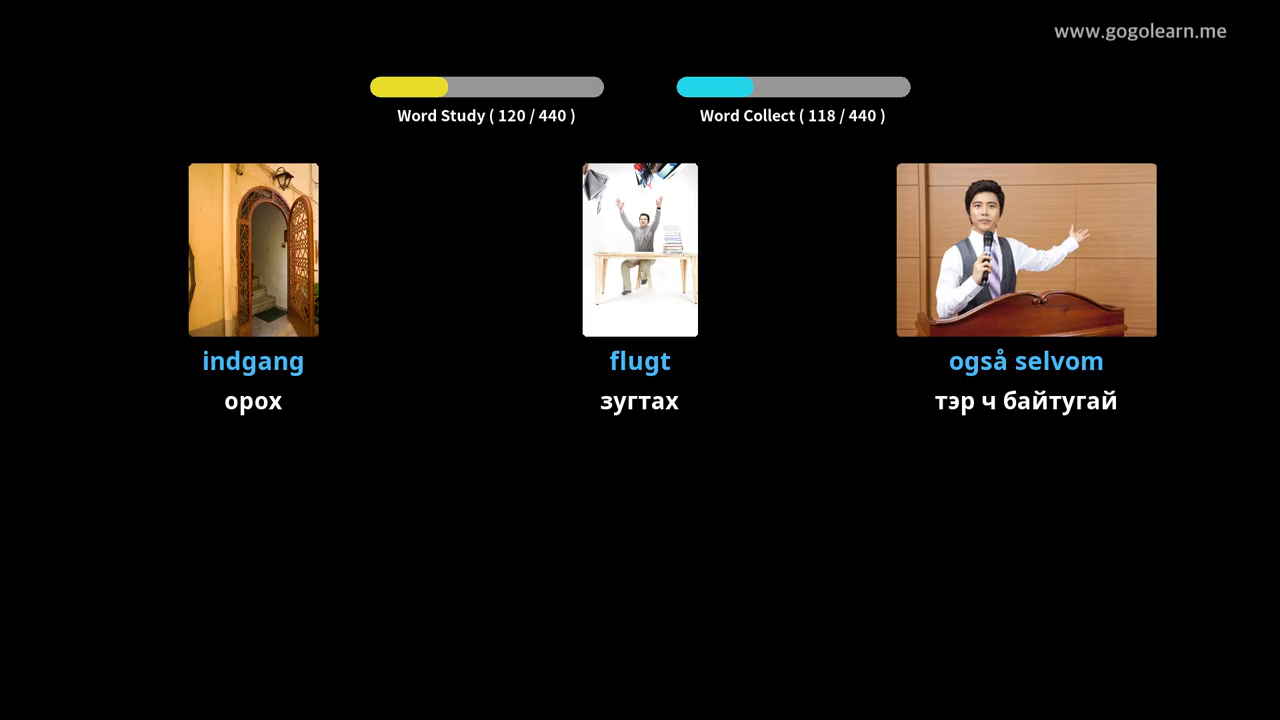 www.gogolearn.me
Word Study ( 120 / 440 )
Word Collect ( 118 / 440 )
indgang
орох
flugt
зугтах
også selvom
тэр ч байтугай